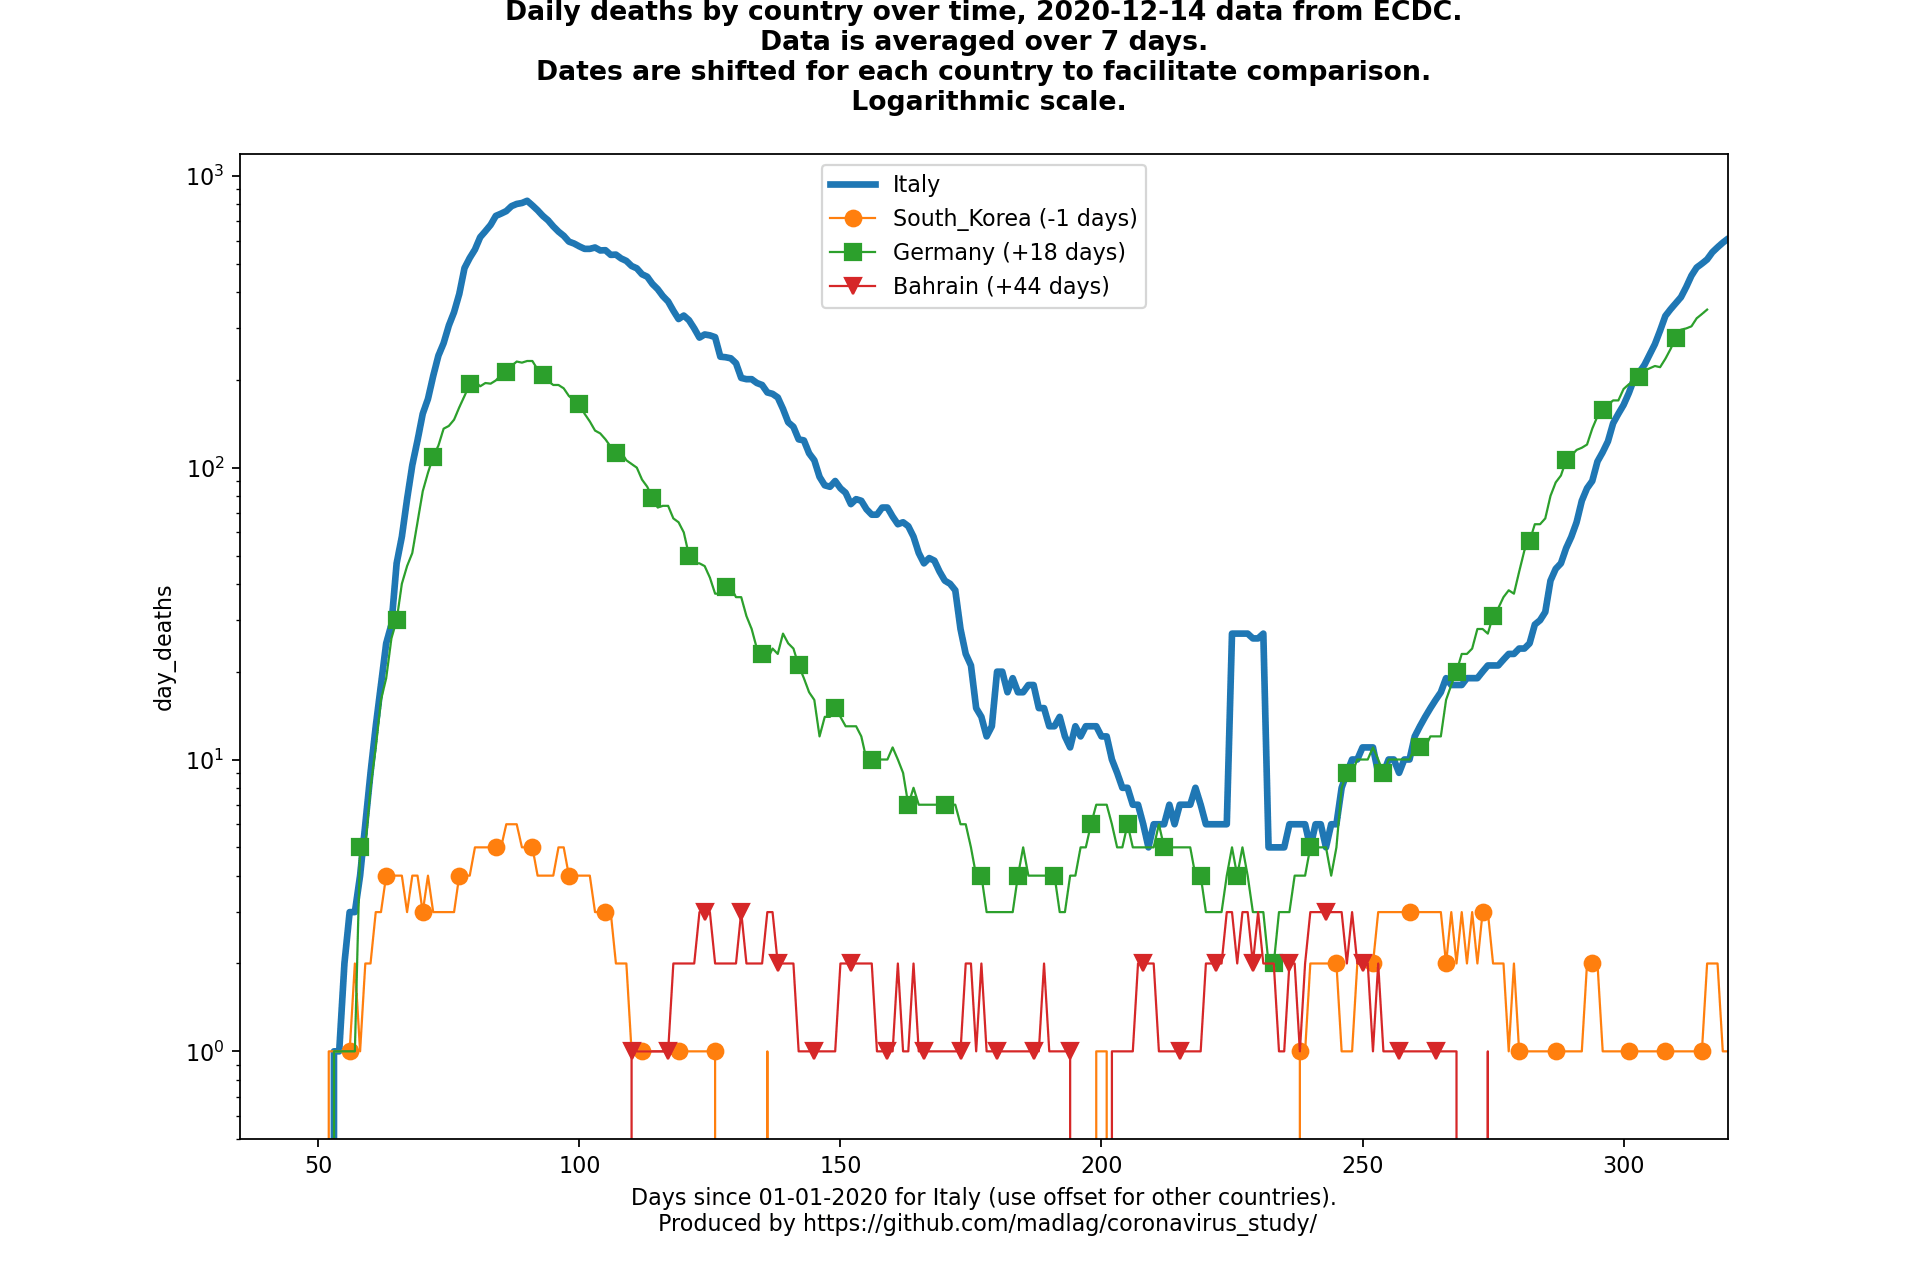 Daily deaths by country over time, 2020-12-14 data from ECDC.
Data is averaged over 7 days.
Dates are shifted for each country to facilitate comparison.
Logarithmic scale.
Italy
South_Korea (-1 days)
Germany (+18 days)
Bahrain (+44 days)
10³
10²
10¹
10⁰
day_deaths
50 100 150 200 250 300
Days since 01-01-2020 for Italy (use offset for other countries).
Produced by https://github.com/madlag/coronavirus_study/